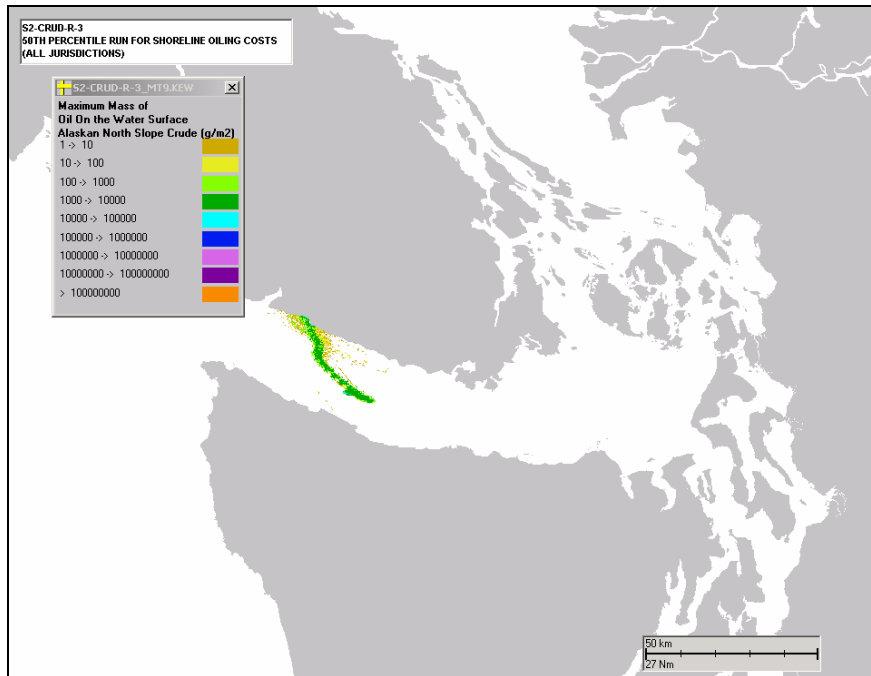 S2-CRUD-R-3
50TH PERCENTILE RUN FOR SHORELINE OILING COSTS
(ALL JURISDICTIONS)
S2-CRUD-R-3_MT9.KEW
Maximum Mass of
Oil On the Water Surface
Alaskan North Slope Crude (g/m2)
1 -> 10
10 -> 100
100 -> 1000
1000 -> 10000
10000 -> 100000
100000 -> 1000000
1000000 -> 10000000
10000000 -> 100000000
> 100000000
50 km
27 Nm